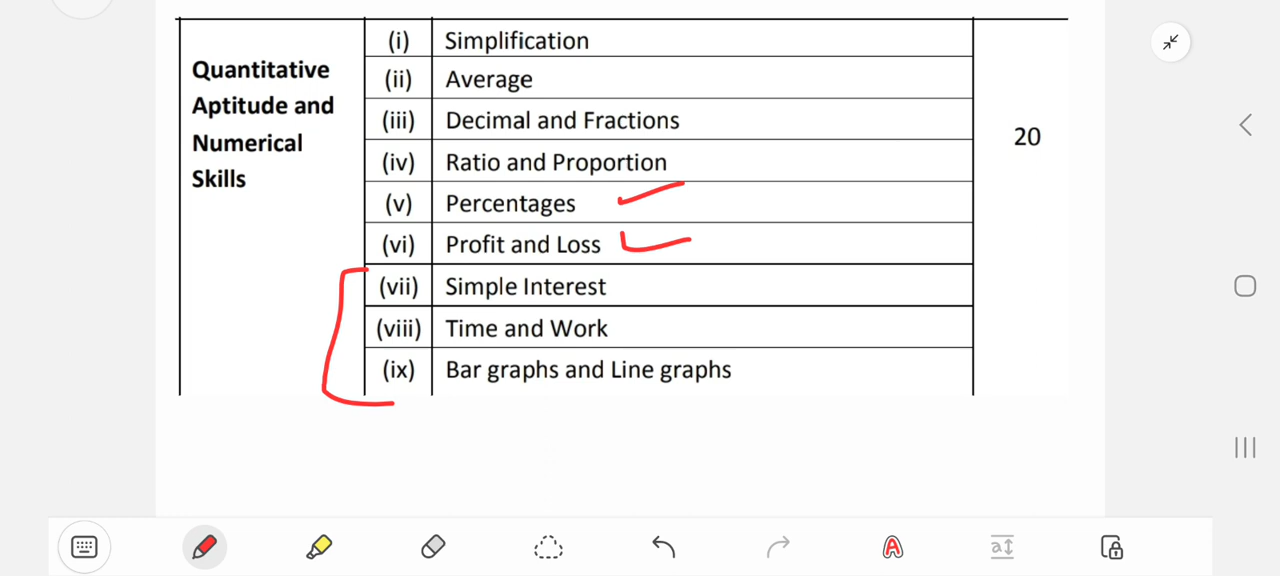 (i) Simplification
Quantitative (ii) Average
Aptitude and (iii) Decimal and Fractions 20
Numerical (iv) Ratio and Proportion
Skills (v) Percentages
(vi) Profit and Loss
(vii) Simple Interest
(viii) Time and Work
(ix) Bar graphs and Line graphs
A
a